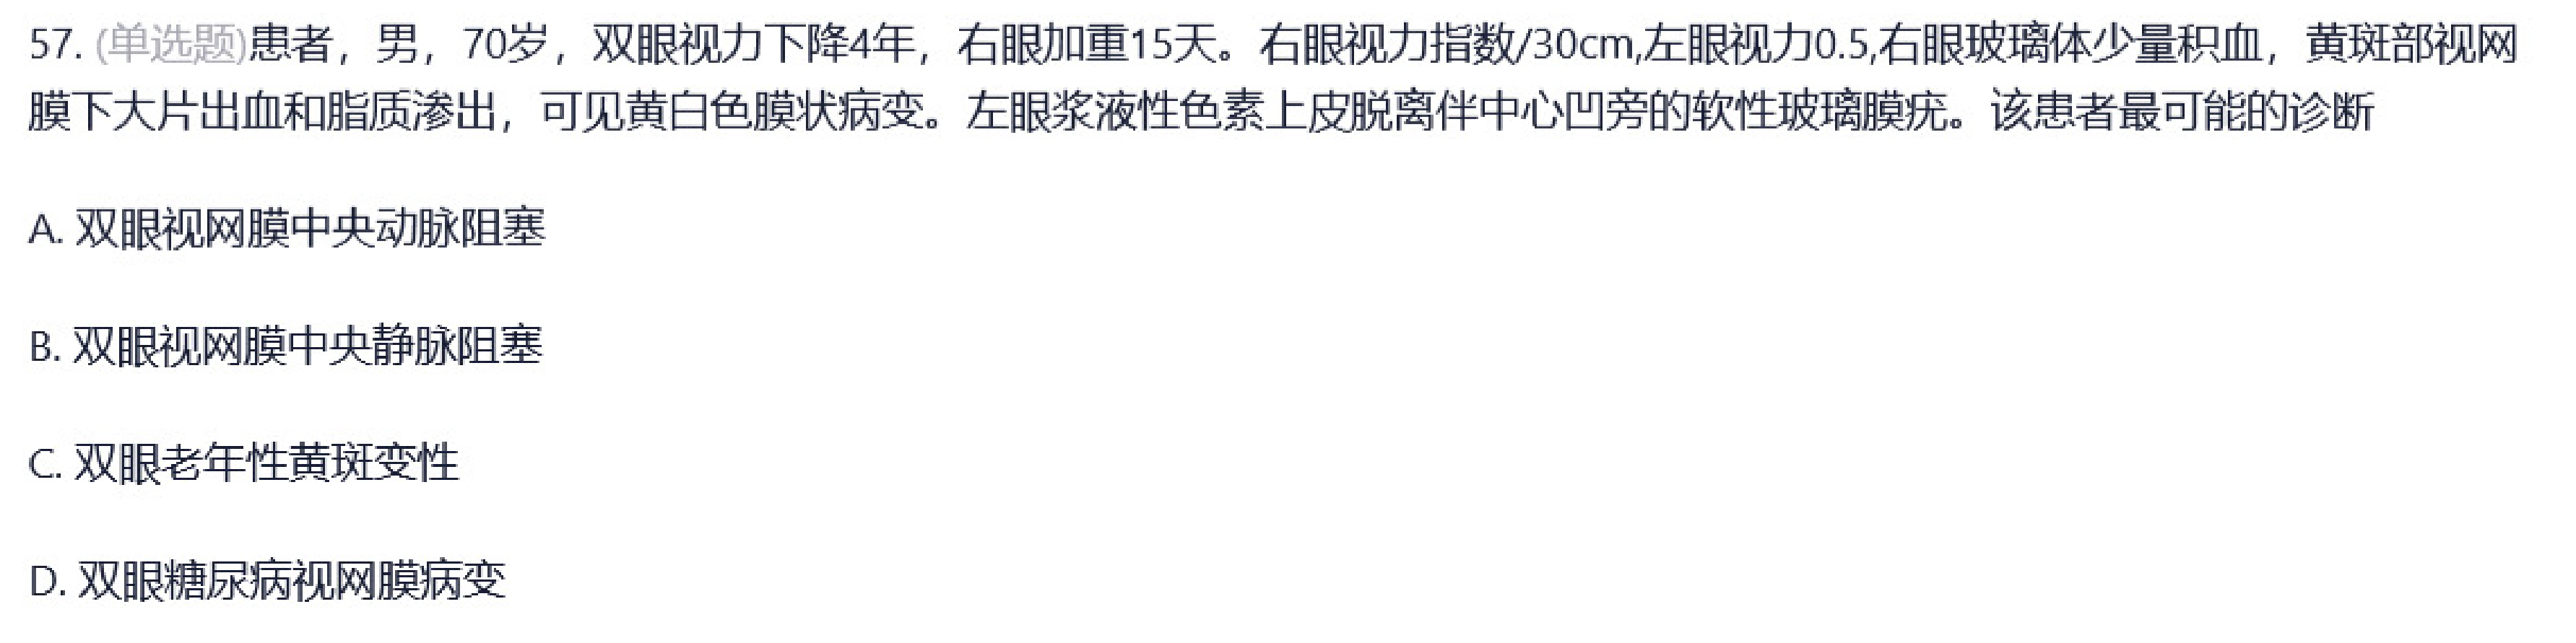 57. (单选题)患者，男，70岁，双眼视力下降4年，右眼加重15天。右眼视力指数/30cm,左眼视力0.5,右眼玻璃体少量积血，黄斑部视网
膜下大片出血和脂质渗出，可见黄白色膜状病变。左眼浆液性色素上皮脱离伴中心凹旁的软性玻璃膜疣。该患者最可能的诊断
A. 双眼视网膜中央动脉阻塞
B. 双眼视网膜中央静脉阻塞
C. 双眼老年性黄斑变性
D. 双眼糖尿病视网膜病变